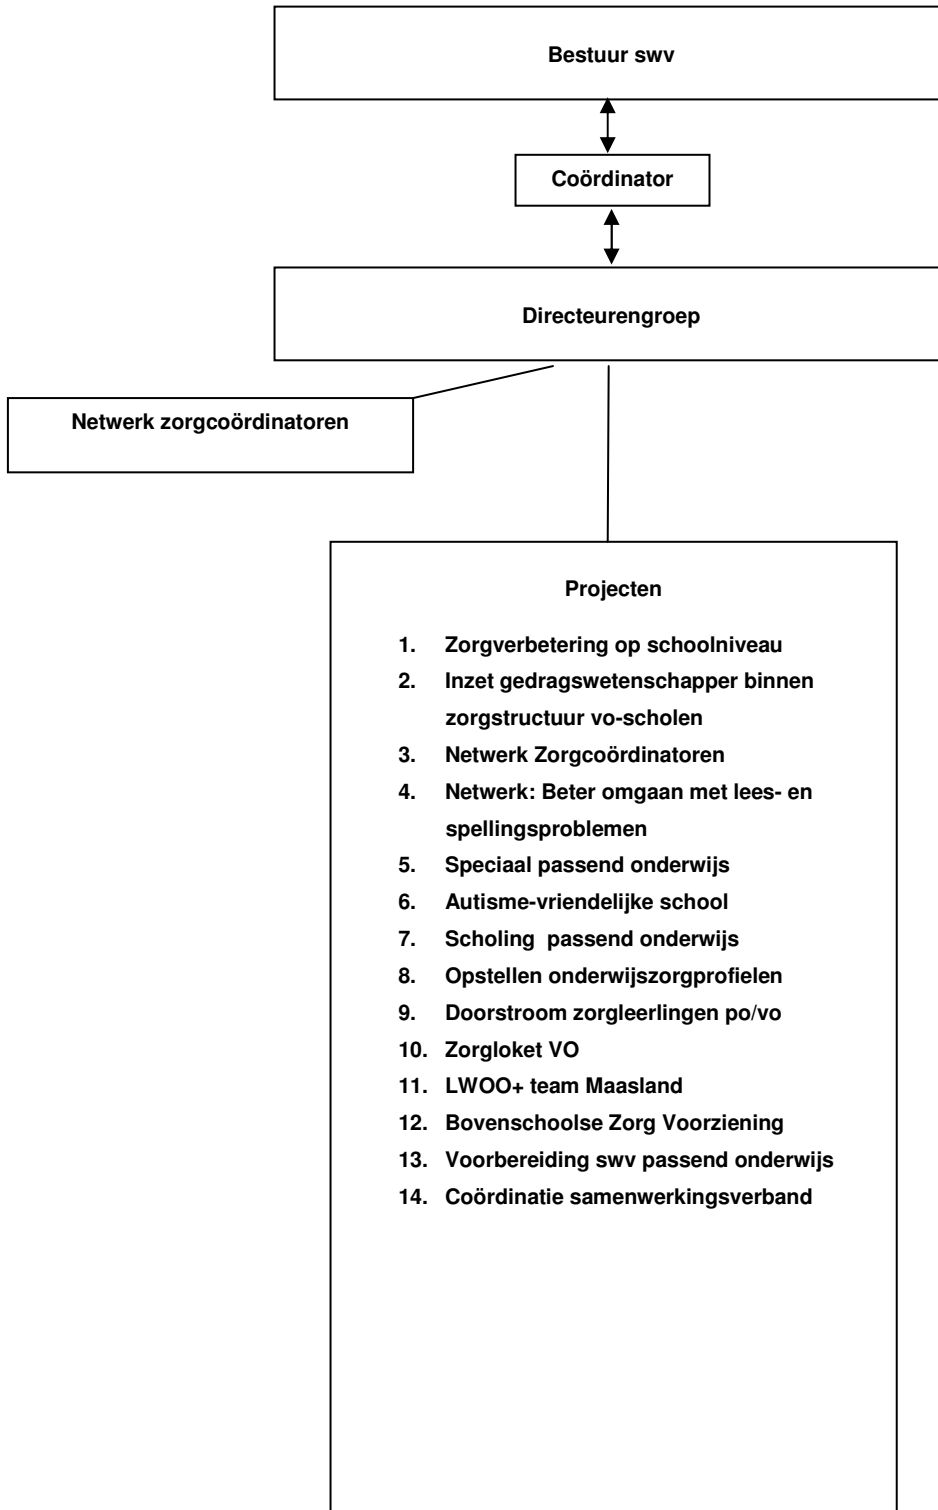 Bestuur swv
Coördinator
Directeurengroep
Netwerk zorgcoördinatoren
Projecten
1. Zorgverbetering op schoolniveau
2. Inzet gedragswetenschapper binnen
zorgstructuur vo-scholen
3. Netwerk Zorgcoördinatoren
4. Netwerk: Beter omgaan met lees- en
spellingsproblemen
5. Speciaal passend onderwijs
6. Autisme-vriendelijke school
7. Scholing passend onderwijs
8. Opstellen onderwijszorgprofielen
9. Doorstroom zorgleerlingen po/vo
10. Zorgloket VO
11. LWOO+ team Maasland
12. Bovenschoolse Zorg Voorziening
13. Voorbereiding swv passend onderwijs
14. Coördinatie samenwerkingsverband